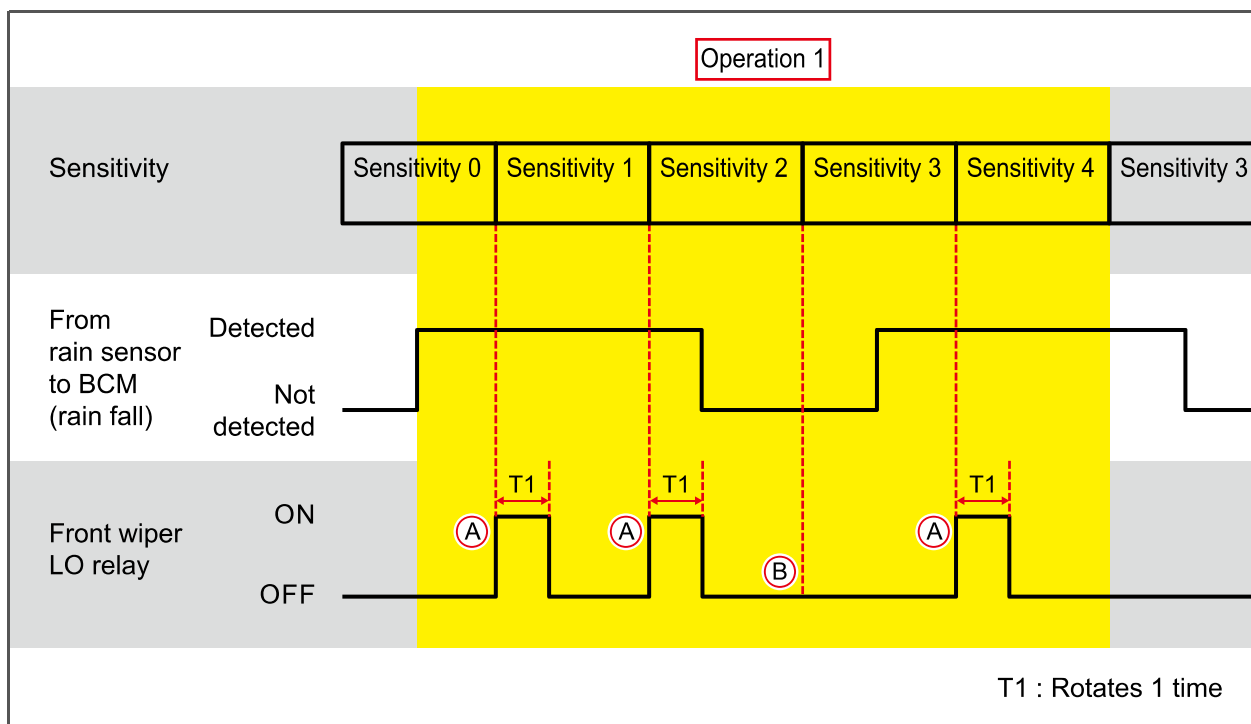 Operation 1
Sensitivity
Sensitivity 0
Sensitivity 1
Sensitivity 2
Sensitivity 3
Sensitivity 4
Sensitivity 3
From
rain sensor
to BCM
(rain fall)
Detected
Not
detected
Front wiper
LO relay
ON
OFF
T1
T1
T1
A
A
B
A
T1 : Rotates 1 time